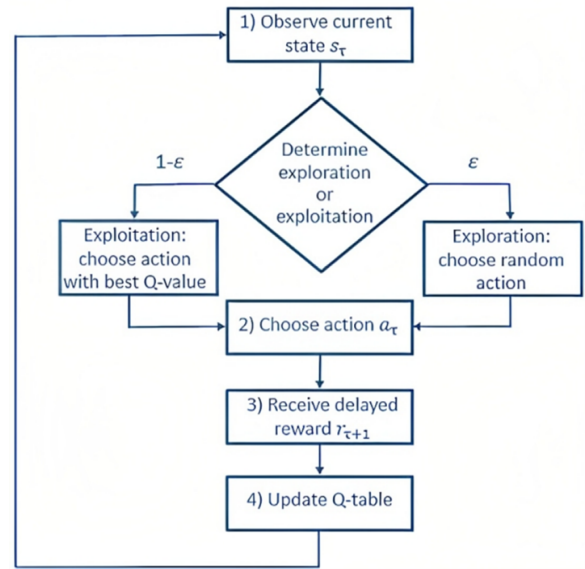 1) Observe current
state s_τ
Determine
exploration
or
exploitation
1-ε
ε
Exploitation:
choose action
with best Q-value
Exploration:
choose random
action
2) Choose action a_τ
3) Receive delayed
reward r_τ+1
4) Update Q-table